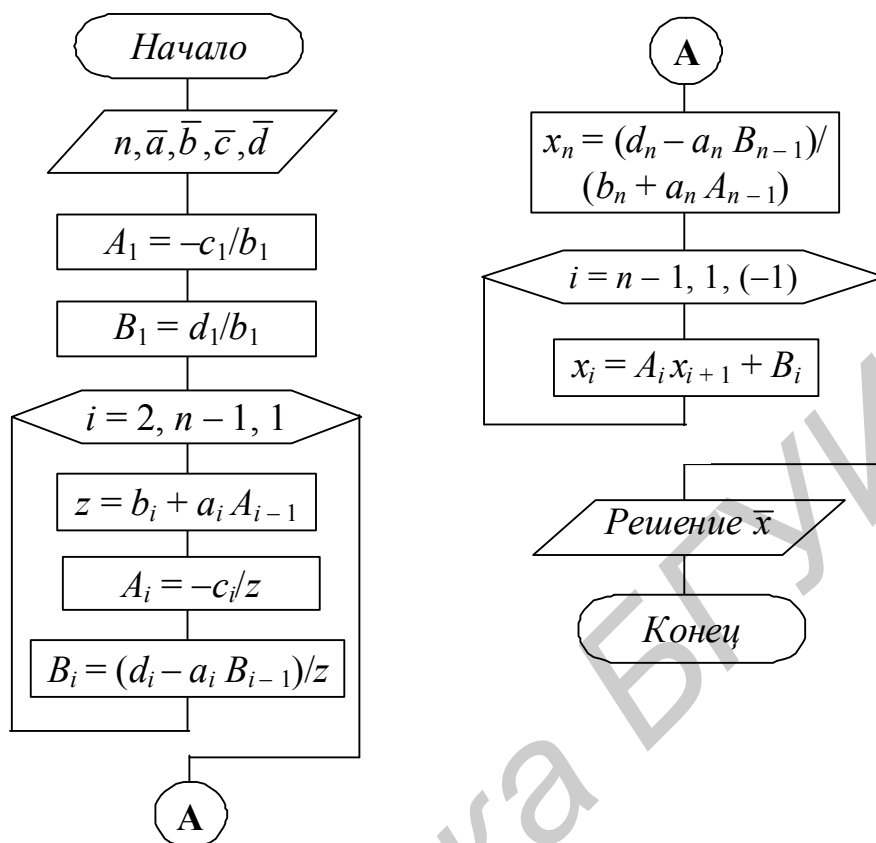 Начало
n, a̅, b̅, c̅, d̅
A₁ = –c₁/b₁
B₁ = d₁/b₁
i = 2, n – 1, 1
z = bᵢ + aᵢ Aᵢ₋₁
Aᵢ = –cᵢ/z
Bᵢ = (dᵢ – aᵢ Bᵢ₋₁)/z
A
A
xₙ = (dₙ – aₙ Bₙ₋₁)/
(bₙ + aₙ Aₙ₋₁)
i = n – 1, 1, (–1)
xᵢ = Aᵢ xᵢ₊₁ + Bᵢ
Решение x̅
Конец
ка БГУИ